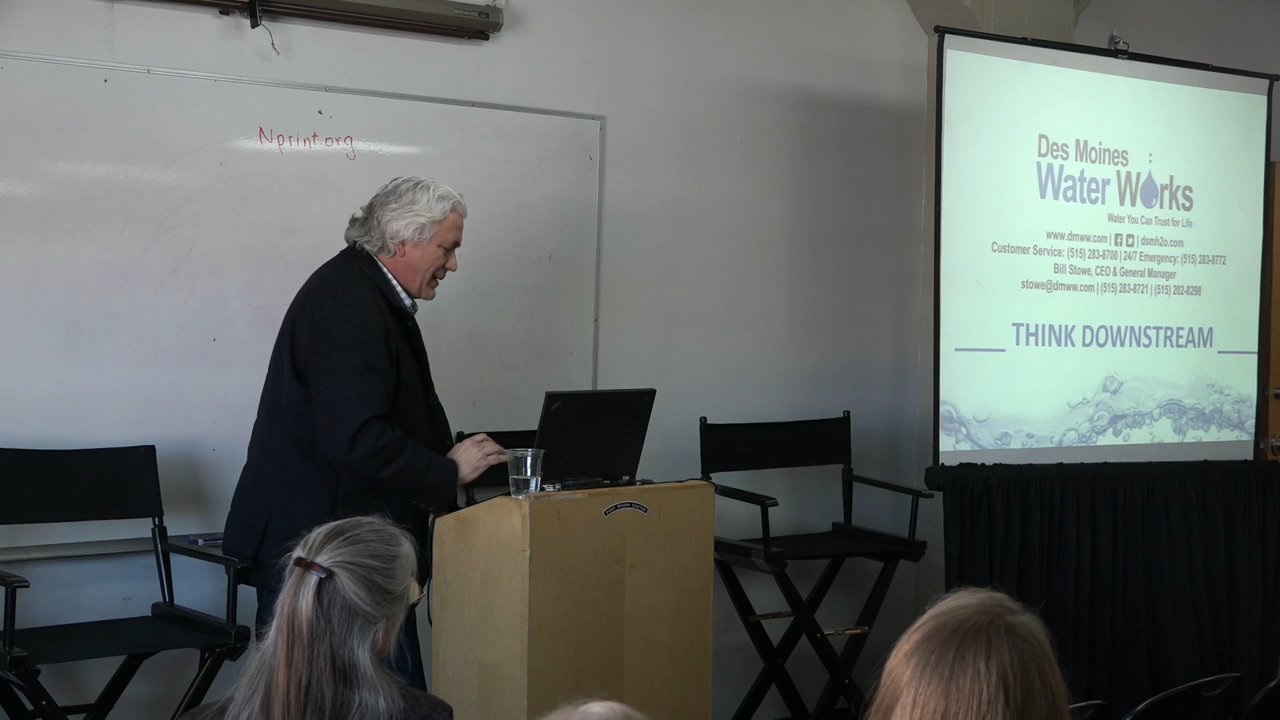 Nprint.org
Des Moines
Water Works
Water You Can Trust for Life
www.dmww.com | | dsmh2o.com
Customer Service: (515) 283-8700 | 24/7 Emergency: (515) 283-8772
Bill Stowe, CEO & General Manager
stowe@dmww.com | (515) 283-8721 | (515) 202-8298
THINK DOWNSTREAM